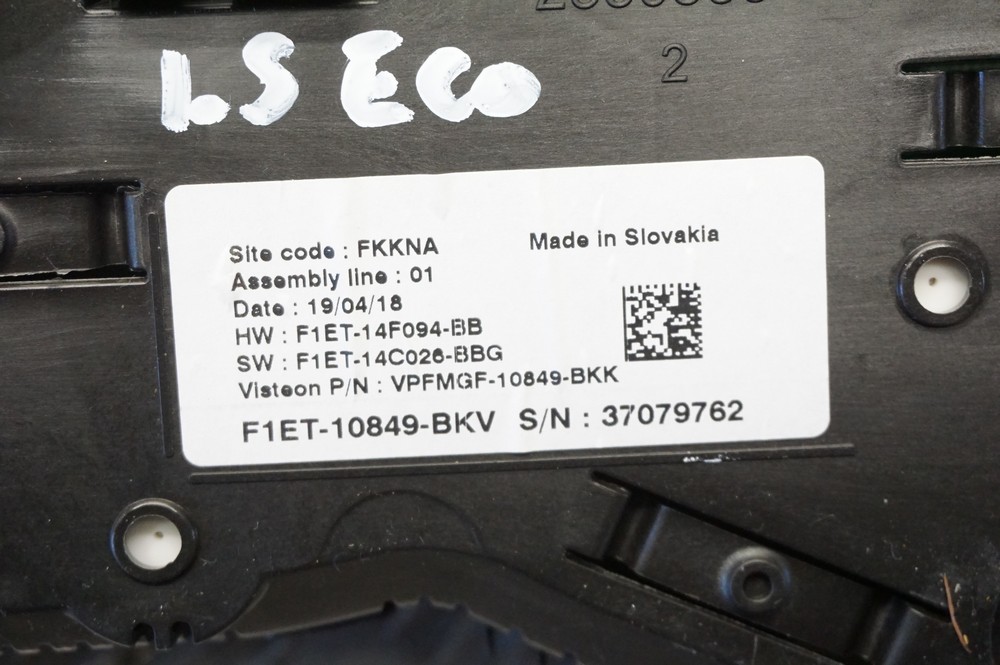 1.5 ECO
2
Site code : FKKNA
Made in Slovakia
Assembly line : 01
Date : 19/04/18
HW : F1ET-14F094-BB
SW : F1ET-14C026-BBG
Visteon P/N : VPFMGF-10849-BKK
F1ET-10849-BKV S/N : 37079762